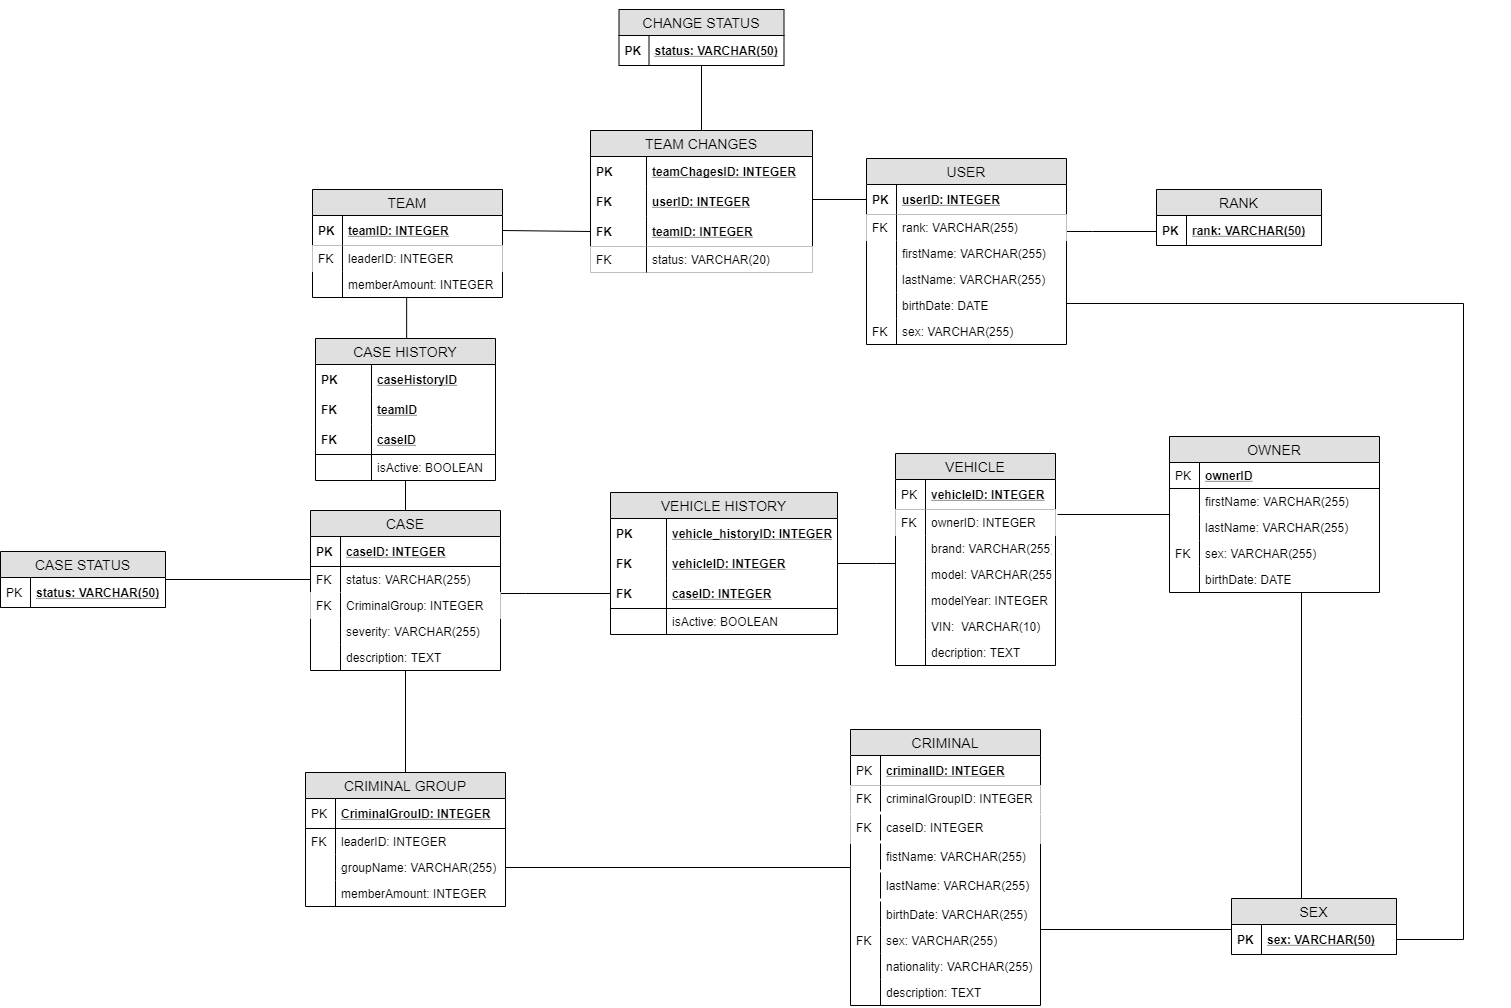 CHANGE STATUS
PK status: VARCHAR(50)
TEAM CHANGES
PK teamChagesID: INTEGER
FK userID: INTEGER
FK teamID: INTEGER
FK status: VARCHAR(20)
USER
PK userID: INTEGER
FK rank: VARCHAR(255)
firstName: VARCHAR(255)
lastName: VARCHAR(255)
birthDate: DATE
FK sex: VARCHAR(255)
RANK
PK rank: VARCHAR(50)
TEAM
PK teamID: INTEGER
FK leaderID: INTEGER
memberAmount: INTEGER
CASE HISTORY
PK caseHistoryID
FK teamID
FK caseID
isActive: BOOLEAN
CASE
PK caseID: INTEGER
FK status: VARCHAR(255)
FK CriminalGroup: INTEGER
severity: VARCHAR(255)
description: TEXT
CASE STATUS
PK status: VARCHAR(50)
VEHICLE HISTORY
PK vehicle_historyID: INTEGER
FK vehicleID: INTEGER
FK caseID: INTEGER
isActive: BOOLEAN
VEHICLE
PK vehicleID: INTEGER
FK ownerID: INTEGER
brand: VARCHAR(255
model: VARCHAR(255
modelYear: INTEGER
VIN: VARCHAR(10)
decription: TEXT
OWNER
PK ownerID
firstName: VARCHAR(255)
lastName: VARCHAR(255)
FK sex: VARCHAR(255)
birthDate: DATE
CRIMINAL GROUP
PK CriminalGrouID: INTEGER
FK leaderID: INTEGER
groupName: VARCHAR(255)
memberAmount: INTEGER
CRIMINAL
PK criminalID: INTEGER
FK criminalGroupID: INTEGER
FK caseID: INTEGER
fistName: VARCHAR(255)
lastName: VARCHAR(255)
birthDate: VARCHAR(255)
FK sex: VARCHAR(255)
nationality: VARCHAR(255)
description: TEXT
SEX
PK sex: VARCHAR(50)